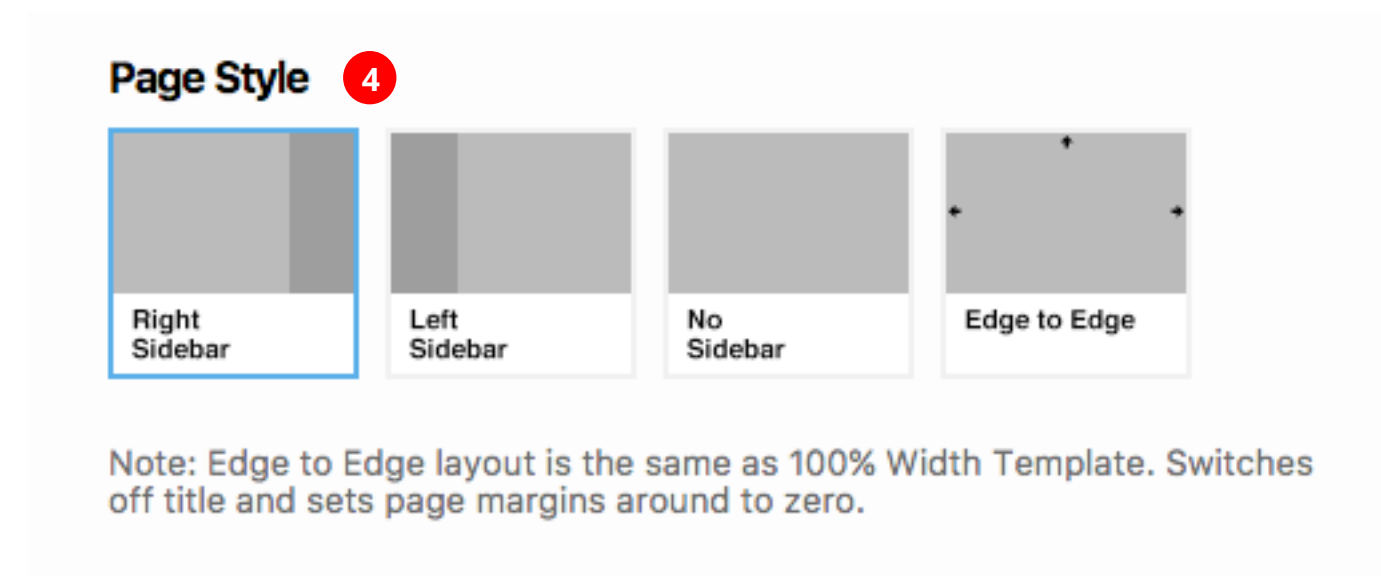 Page Style 4
Right
Sidebar
Left
Sidebar
No
Sidebar
Edge to Edge
Note: Edge to Edge layout is the same as 100% Width Template. Switches
off title and sets page margins around to zero.